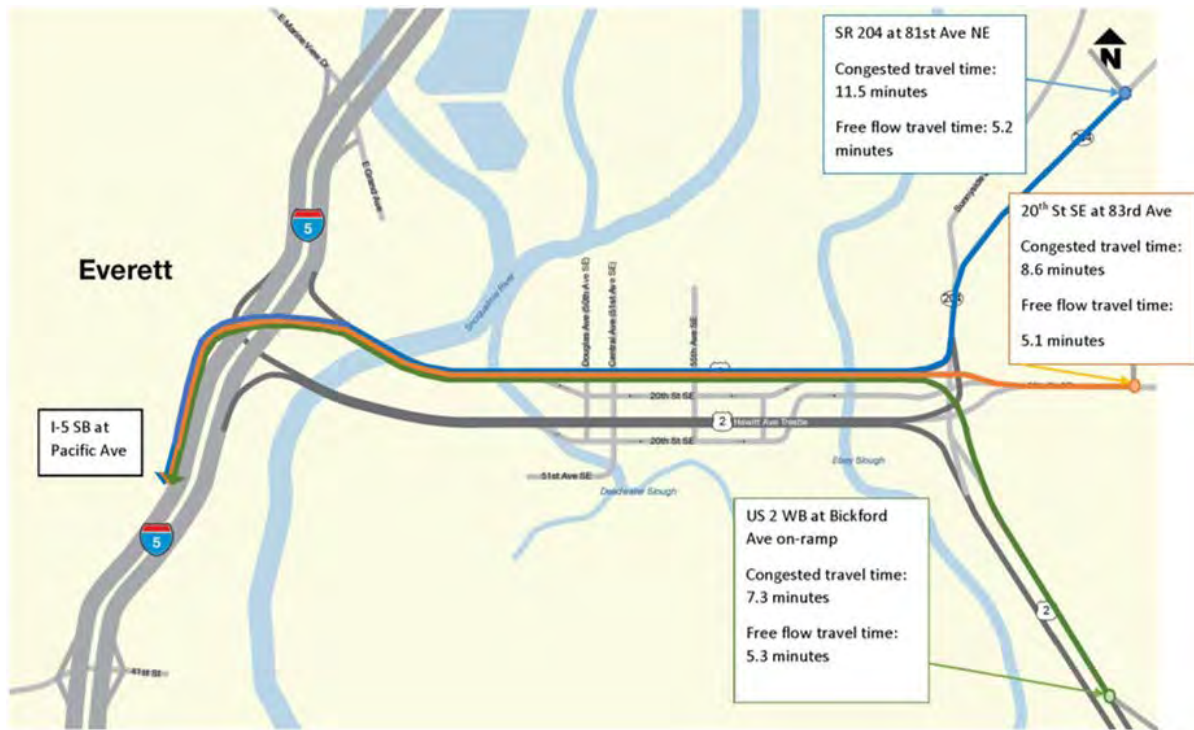 SR 204 at 81st Ave NE
Congested travel time:
11.5 minutes
Free flow travel time: 5.2
minutes
N
E Marine View Dr
E Grand Ave
5
Everett
Snoqualmie River
Douglas Ave (50th Ave SE)
Central Ave (51st Ave SE)
55th Ave SE
204
Sunnyside
20th St SE at 83rd Ave
Congested travel time:
8.6 minutes
Free flow travel time:
5.1 minutes
204
20th St SE
2
Hewitt Ave Trestle
20th St SE
51st Ave SE
Deadwater Slough
Ebey Slough
I-5 SB at
Pacific Ave
5
US 2 WB at Bickford
Ave on-ramp
Congested travel time:
7.3 minutes
Free flow travel time:
5.3 minutes
2
41st St